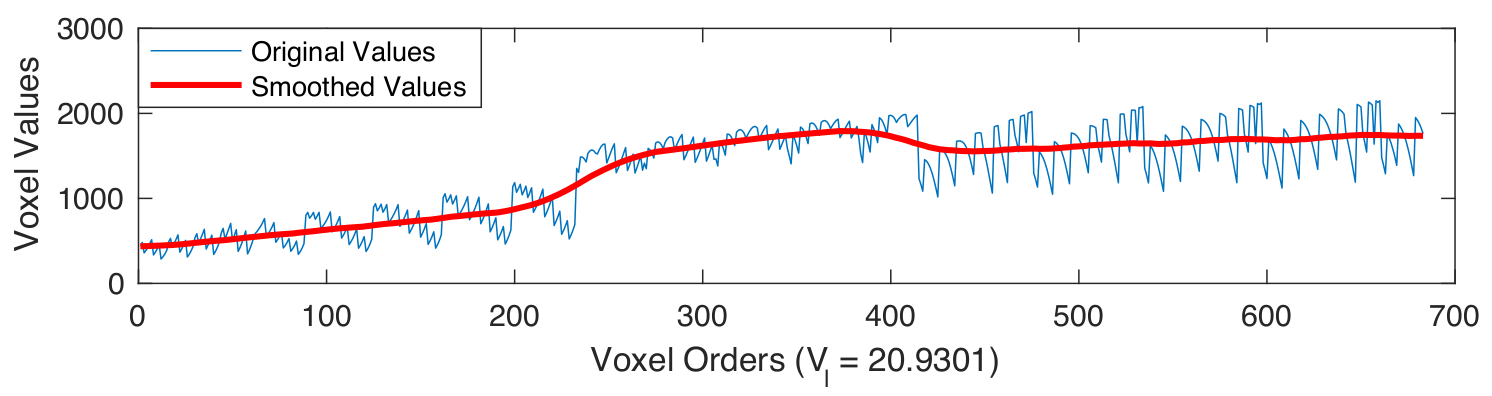 3000
2000
1000
0
Voxel Values
Original Values
Smoothed Values
0 100 200 300 400 500 600 700
Voxel Orders (V_l = 20.9301)